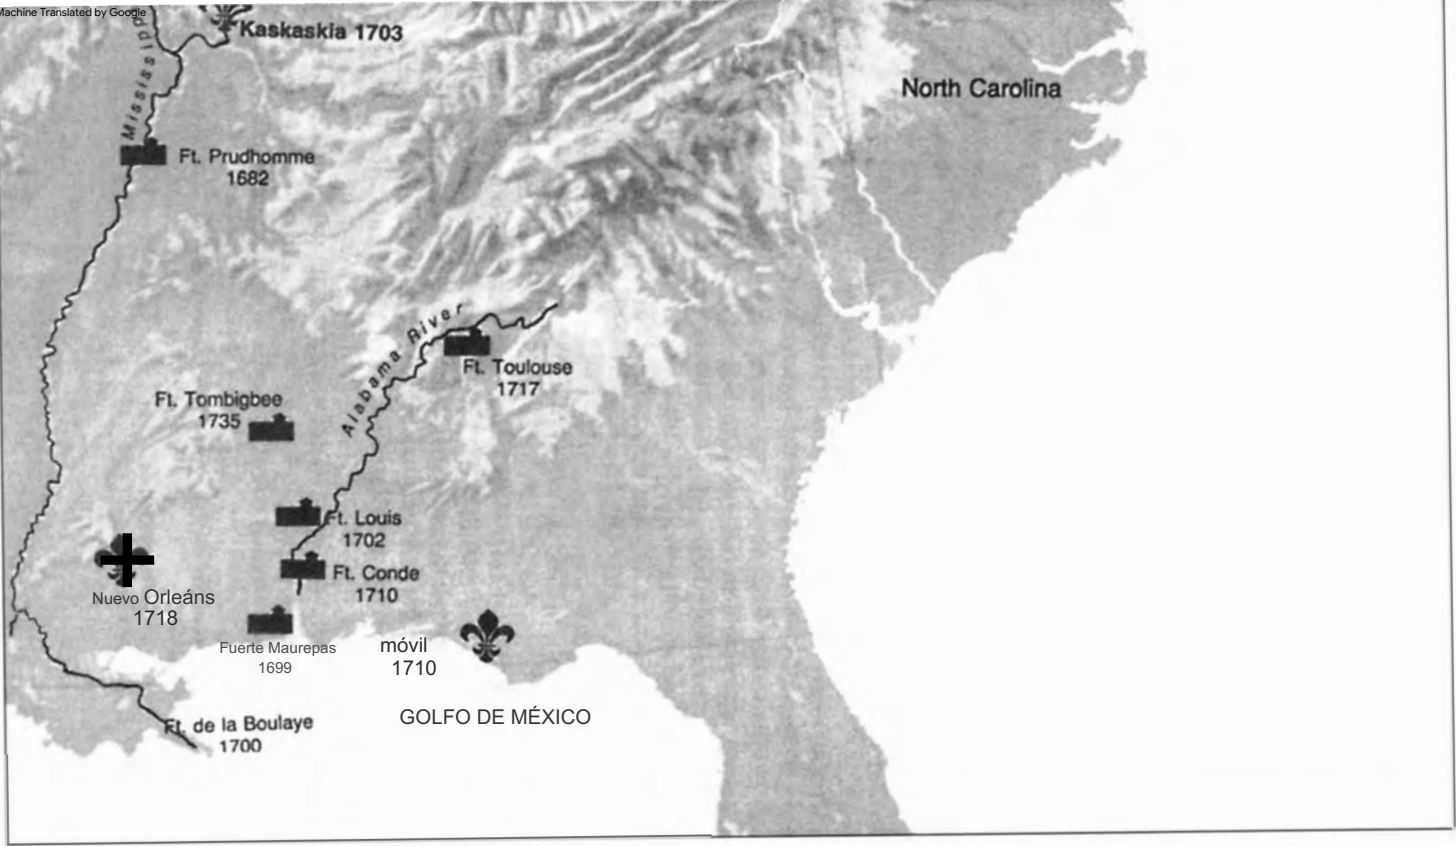 Machine Translated by Google
Kaskaskia 1703
Mississipp
North Carolina
Ft. Prudhomme
1682
Alabama River
Ft. Toulouse
1717
Ft. Tombigbee
1735
Ft. Louis
1702
Ft. Conde
1710
Nuevo Orleáns
1718
Fuerte Maurepas
1699
móvil
1710
GOLFO DE MÉXICO
Ft. de la Boulaye
1700